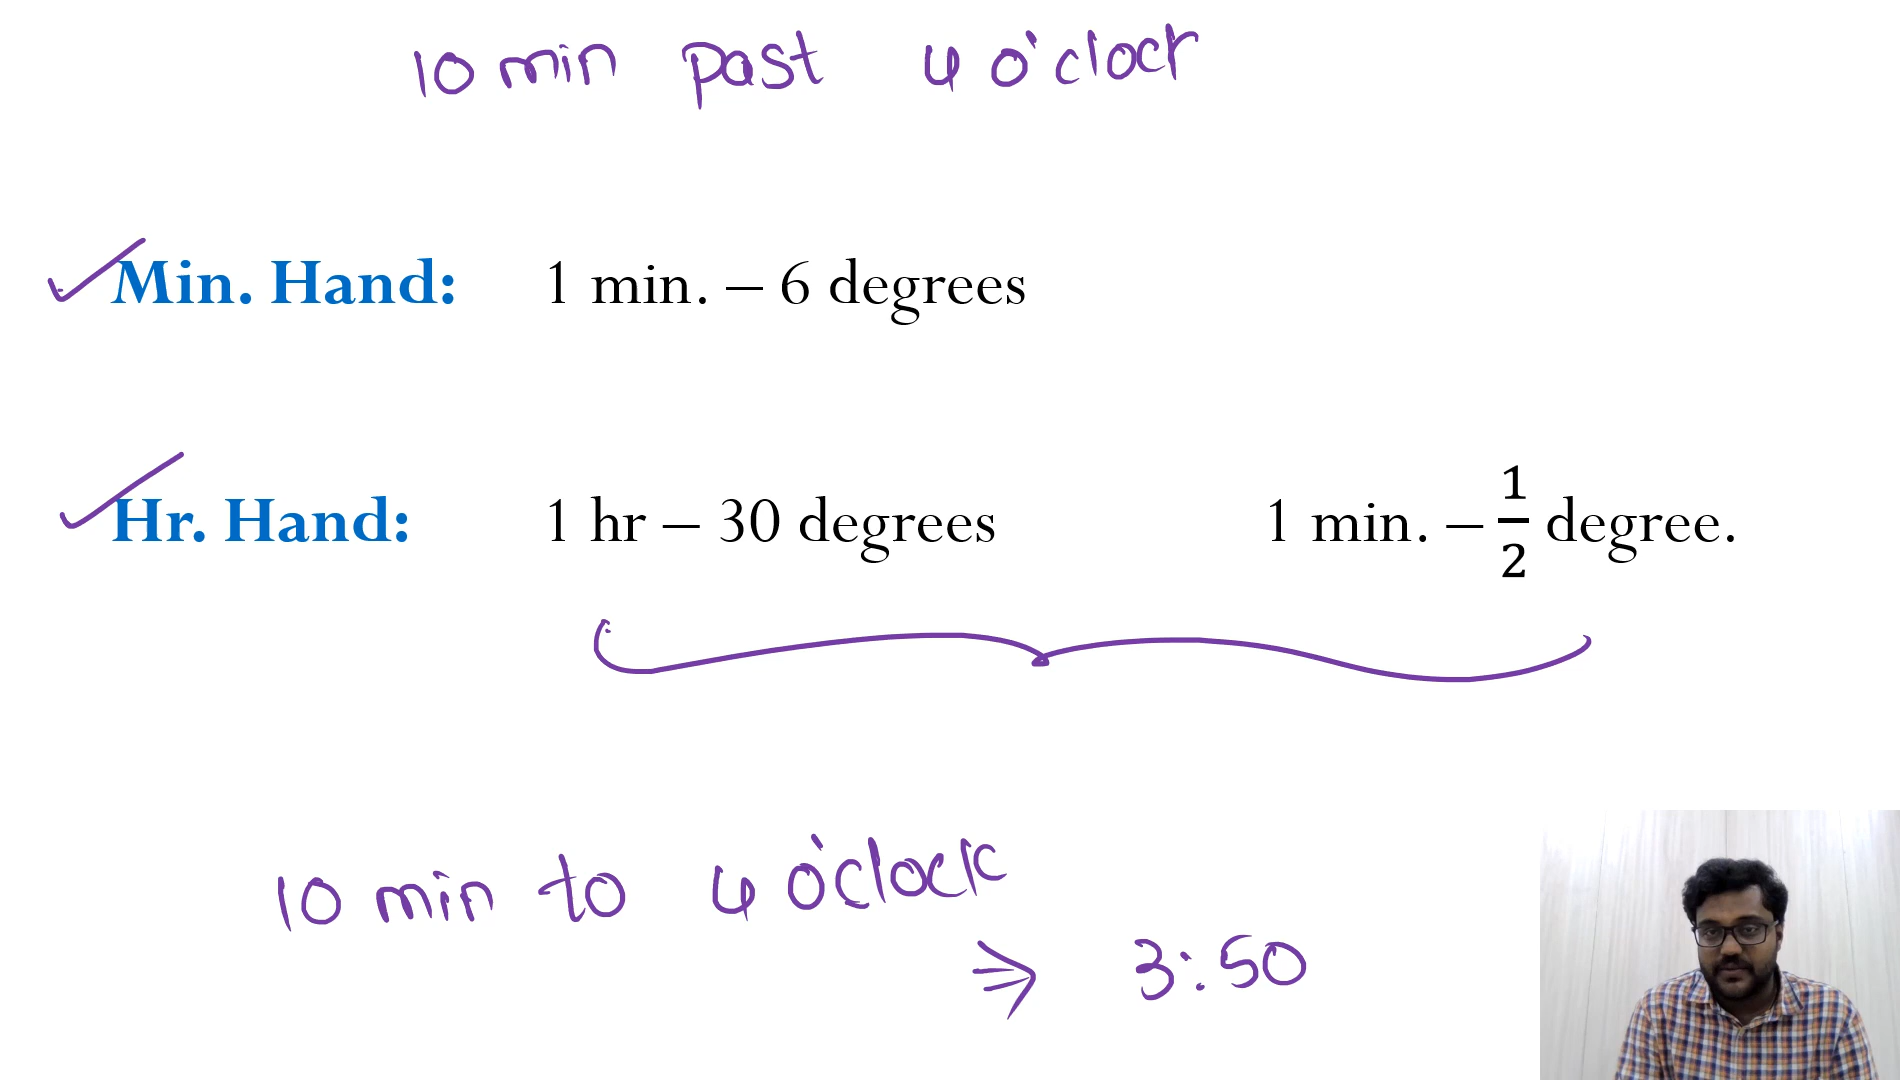 10 min past 4 o'clock
Min. Hand: 1 min. – 6 degrees
Hr. Hand: 1 hr – 30 degrees 1 min. – 1/2 degree.
10 min to 4 o'clock
⇒ 3:50